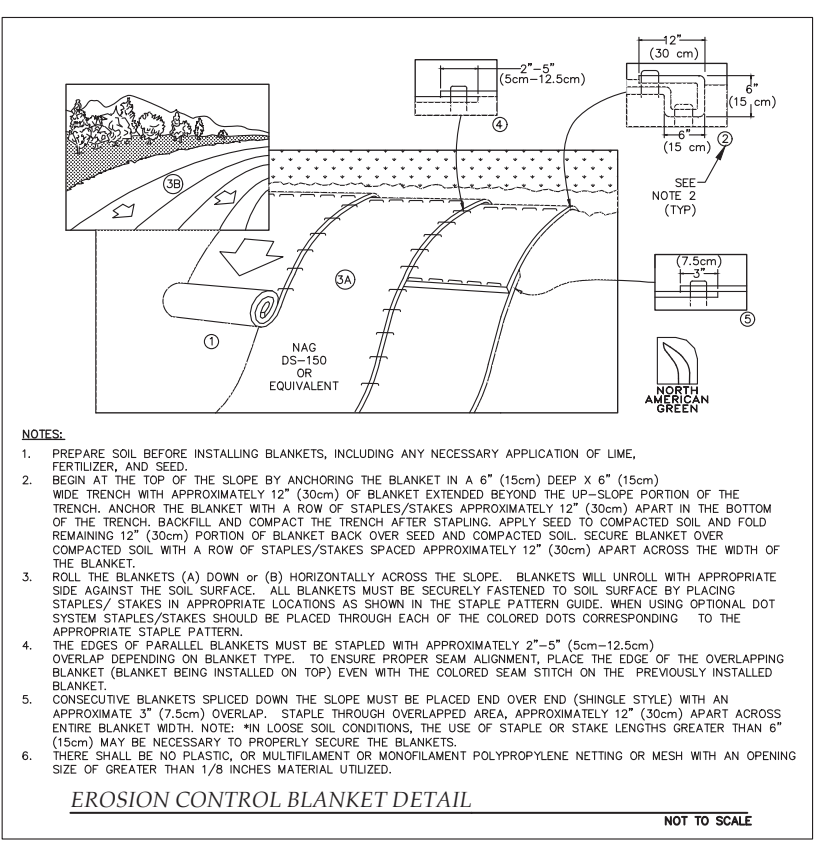 12"
(30 cm)
2"-5"
(5cm-12.5cm)
6"
(15 cm)
4
6"
(15 cm)
2
3B
SEE
NOTE 2
(TYP)
3A
(7.5cm)
3"
1
5
NAG
DS-150
OR
EQUIVALENT
NORTH
AMERICAN
GREEN
NOTES:
1. PREPARE SOIL BEFORE INSTALLING BLANKETS, INCLUDING ANY NECESSARY APPLICATION OF LIME,
FERTILIZER, AND SEED.
2. BEGIN AT THE TOP OF THE SLOPE BY ANCHORING THE BLANKET IN A 6" (15cm) DEEP X 6" (15cm)
WIDE TRENCH WITH APPROXIMATELY 12" (30cm) OF BLANKET EXTENDED BEYOND THE UP-SLOPE PORTION OF THE
TRENCH. ANCHOR THE BLANKET WITH A ROW OF STAPLES/STAKES APPROXIMATELY 12" (30cm) APART IN THE BOTTOM
OF THE TRENCH. BACKFILL AND COMPACT THE TRENCH AFTER STAPLING. APPLY SEED TO COMPACTED SOIL AND FOLD
REMAINING 12" (30cm) PORTION OF BLANKET BACK OVER SEED AND COMPACTED SOIL. SECURE BLANKET OVER
COMPACTED SOIL WITH A ROW OF STAPLES/STAKES SPACED APPROXIMATELY 12" (30cm) APART ACROSS THE WIDTH OF
THE BLANKET.
3. ROLL THE BLANKETS (A) DOWN or (B) HORIZONTALLY ACROSS THE SLOPE. BLANKETS WILL UNROLL WITH APPROPRIATE
SIDE AGAINST THE SOIL SURFACE. ALL BLANKETS MUST BE SECURELY FASTENED TO SOIL SURFACE BY PLACING
STAPLES/ STAKES IN APPROPRIATE LOCATIONS AS SHOWN IN THE STAPLE PATTERN GUIDE. WHEN USING OPTIONAL DOT
SYSTEM STAPLES/STAKES SHOULD BE PLACED THROUGH EACH OF THE COLORED DOTS CORRESPONDING TO THE
APPROPRIATE STAPLE PATTERN.
4. THE EDGES OF PARALLEL BLANKETS MUST BE STAPLED WITH APPROXIMATELY 2"-5" (5cm-12.5cm)
OVERLAP DEPENDING ON BLANKET TYPE. TO ENSURE PROPER SEAM ALIGNMENT, PLACE THE EDGE OF THE OVERLAPPING
BLANKET (BLANKET BEING INSTALLED ON TOP) EVEN WITH THE COLORED SEAM STITCH ON THE PREVIOUSLY INSTALLED
BLANKET.
5. CONSECUTIVE BLANKETS SPLICED DOWN THE SLOPE MUST BE PLACED END OVER END (SHINGLE STYLE) WITH AN
APPROXIMATE 3" (7.5cm) OVERLAP. STAPLE THROUGH OVERLAPPED AREA, APPROXIMATELY 12" (30cm) APART ACROSS
ENTIRE BLANKET WIDTH. NOTE: *IN LOOSE SOIL CONDITIONS, THE USE OF STAPLE OR STAKE LENGTHS GREATER THAN 6"
(15cm) MAY BE NECESSARY TO PROPERLY SECURE THE BLANKETS.
6. THERE SHALL BE NO PLASTIC, OR MULTIFILAMENT OR MONOFILAMENT POLYPROPYLENE NETTING OR MESH WITH AN OPENING
SIZE OF GREATER THAN 1/8 INCHES MATERIAL UTILIZED.
EROSION CONTROL BLANKET DETAIL
NOT TO SCALE